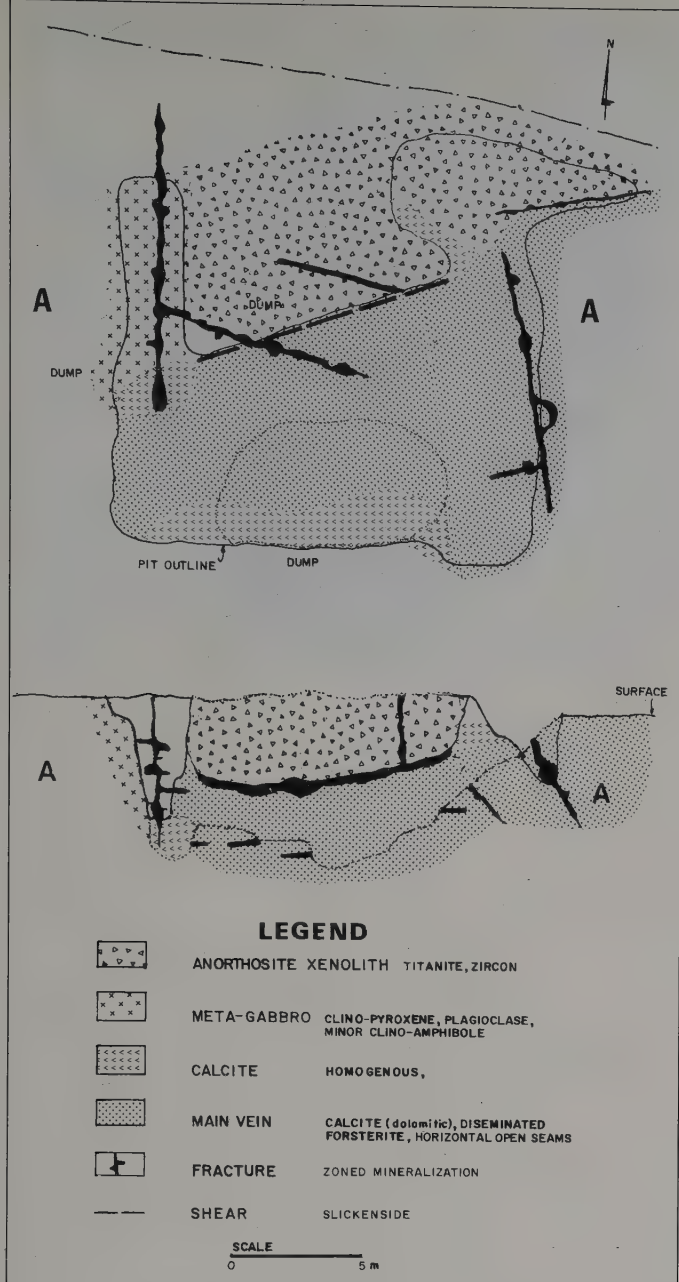 N
A
DUMP
A
DUMP
PIT OUTLINE
DUMP
SURFACE
A
A
LEGEND
ANORTHOSITE XENOLITH TITANITE, ZIRCON
META-GABBRO CLINO-PYROXENE, PLAGIOCLASE,
MINOR CLINO-AMPHIBOLE
CALCITE HOMOGENOUS,
MAIN VEIN CALCITE (dolomitic), DISEMINATED
FORSTERITE, HORIZONTAL OPEN SEAMS
FRACTURE ZONED MINERALIZATION
SHEAR SLICKENSIDE
SCALE
0 5 m